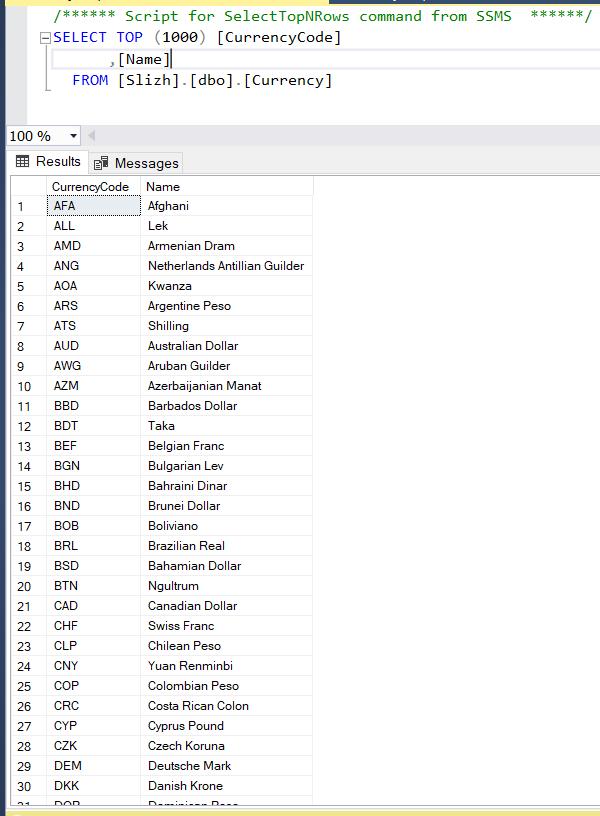 /****** Script for SelectTopNRows command from SSMS  ******/
SELECT TOP (1000) [CurrencyCode]
,[Name]
FROM [Slizh].[dbo].[Currency]
100 %
Results Messages
CurrencyCode Name
1 AFA Afghani
2 ALL Lek
3 AMD Armenian Dram
4 ANG Netherlands Antillian Guilder
5 AOA Kwanza
6 ARS Argentine Peso
7 ATS Shilling
8 AUD Australian Dollar
9 AWG Aruban Guilder
10 AZM Azerbaijanian Manat
11 BBD Barbados Dollar
12 BDT Taka
13 BEF Belgian Franc
14 BGN Bulgarian Lev
15 BHD Bahraini Dinar
16 BND Brunei Dollar
17 BOB Boliviano
18 BRL Brazilian Real
19 BSD Bahamian Dollar
20 BTN Ngultrum
21 CAD Canadian Dollar
22 CHF Swiss Franc
23 CLP Chilean Peso
24 CNY Yuan Renminbi
25 COP Colombian Peso
26 CRC Costa Rican Colon
27 CYP Cyprus Pound
28 CZK Czech Koruna
29 DEM Deutsche Mark
30 DKK Danish Krone